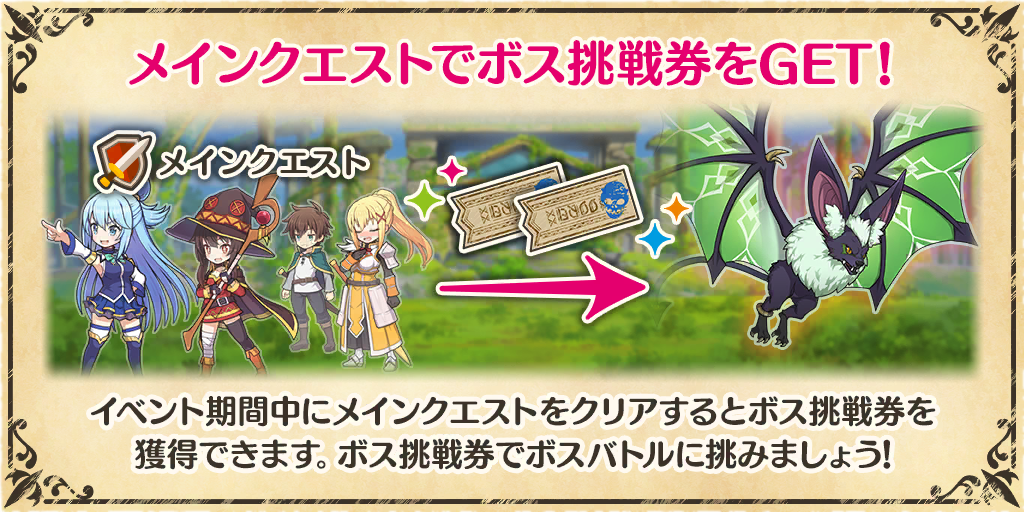 メインクエストでボス挑戦券をGET!
メインクエスト
イベント期間中にメインクエストをクリアするとボス挑戦券を
獲得できます。ボス挑戦券でボスバトルに挑みましょう!